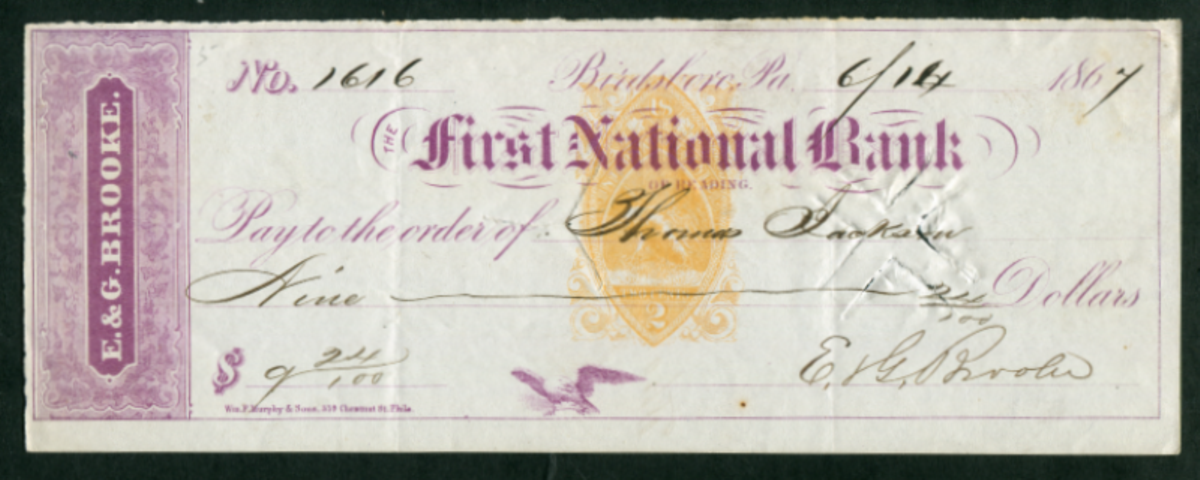 E. & G. BROOKE.
No. 1616 Birdsboro, Pa. 6/14 1867
THE First National Bank
OF READING.
Pay to the order of Thomas Jackson
Nine 24/100 Dollars
$ 9 24/100
E. & G. Brooke
Wm. F. Murphy & Sons, 339 Chestnut St. Phila.
2